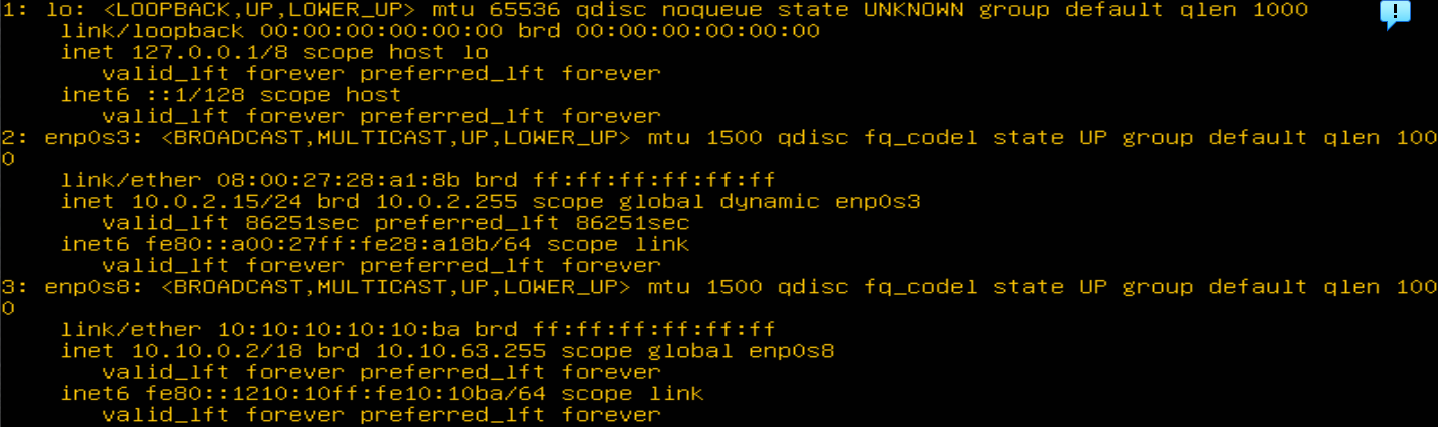 1: lo: <LOOPBACK,UP,LOWER_UP> mtu 65536 qdisc noqueue state UNKNOWN group default qlen 1000
link/loopback 00:00:00:00:00:00 brd 00:00:00:00:00:00
inet 127.0.0.1/8 scope host lo
valid_lft forever preferred_lft forever
inet6 ::1/128 scope host
valid_lft forever preferred_lft forever
2: enp0s3: <BROADCAST,MULTICAST,UP,LOWER_UP> mtu 1500 qdisc fq_codel state UP group default qlen 100
0
link/ether 08:00:27:28:a1:8b brd ff:ff:ff:ff:ff:ff
inet 10.0.2.15/24 brd 10.0.2.255 scope global dynamic enp0s3
valid_lft 86251sec preferred_lft 86251sec
inet6 fe80::a00:27ff:fe28:a18b/64 scope link
valid_lft forever preferred_lft forever
3: enp0s8: <BROADCAST,MULTICAST,UP,LOWER_UP> mtu 1500 qdisc fq_codel state UP group default qlen 100
0
link/ether 10:10:10:10:10:ba brd ff:ff:ff:ff:ff:ff
inet 10.10.0.2/18 brd 10.10.63.255 scope global enp0s8
valid_lft forever preferred_lft forever
inet6 fe80::1210:10ff:fe10:10ba/64 scope link
valid_lft forever preferred_lft forever